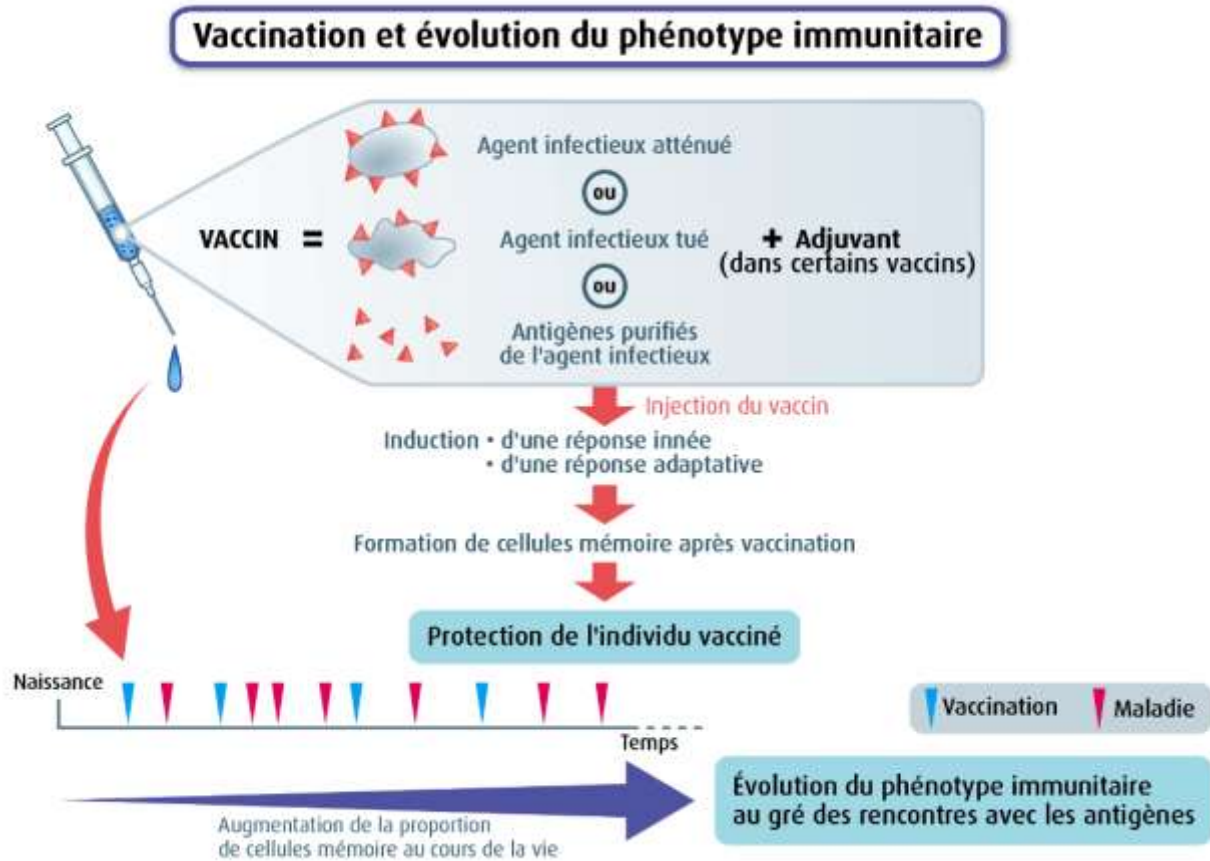 Vaccination et évolution du phénotype immunitaire
Agent infectieux atténué
ou
VACCIN =
Agent infectieux tué
+ Adjuvant
(dans certains vaccins)
ou
Antigènes purifiés
de l'agent infectieux
Injection du vaccin
Induction • d'une réponse innée
• d'une réponse adaptative
Formation de cellules mémoire après vaccination
Protection de l'individu vacciné
Naissance
Vaccination
Maladie
Temps
Augmentation de la proportion
de cellules mémoire au cours de la vie
Évolution du phénotype immunitaire
au gré des rencontres avec les antigènes